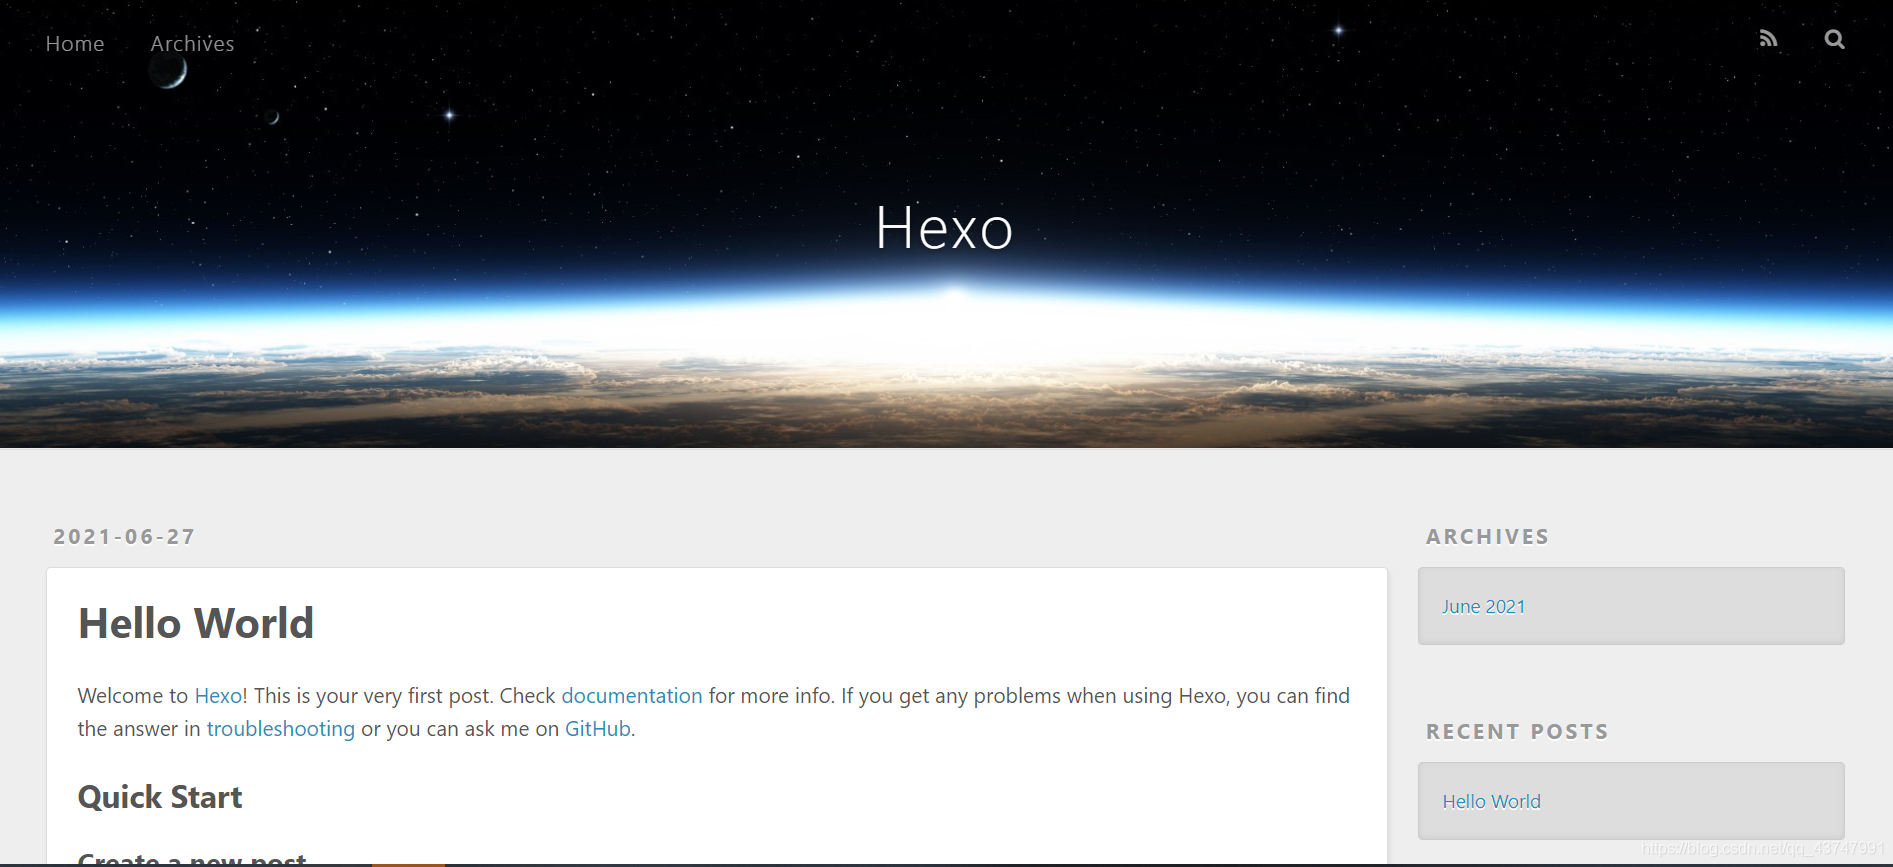 Home Archives
Hexo
2021-06-27
Hello World
Welcome to Hexo! This is your very first post. Check documentation for more info. If you get any problems when using Hexo, you can find
the answer in troubleshooting or you can ask me on GitHub.
Quick Start
Create a new post
ARCHIVES
June 2021
RECENT POSTS
Hello World
https://blog.csdn.net/qq_43747991